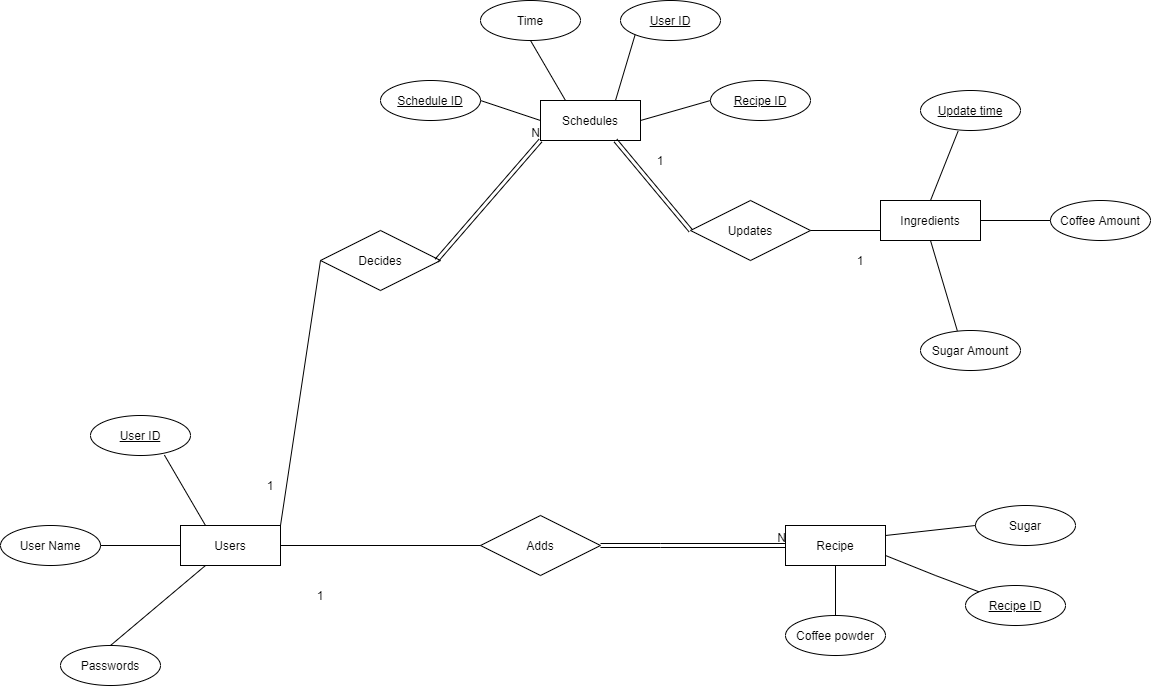 Time
User ID
Schedule ID
Recipe ID
Schedules
Update time
N
1
Ingredients
Coffee Amount
Updates
Decides
1
Sugar Amount
User ID
1
Sugar
User Name
Users
Adds
N
Recipe
1
Recipe ID
Coffee powder
Passwords